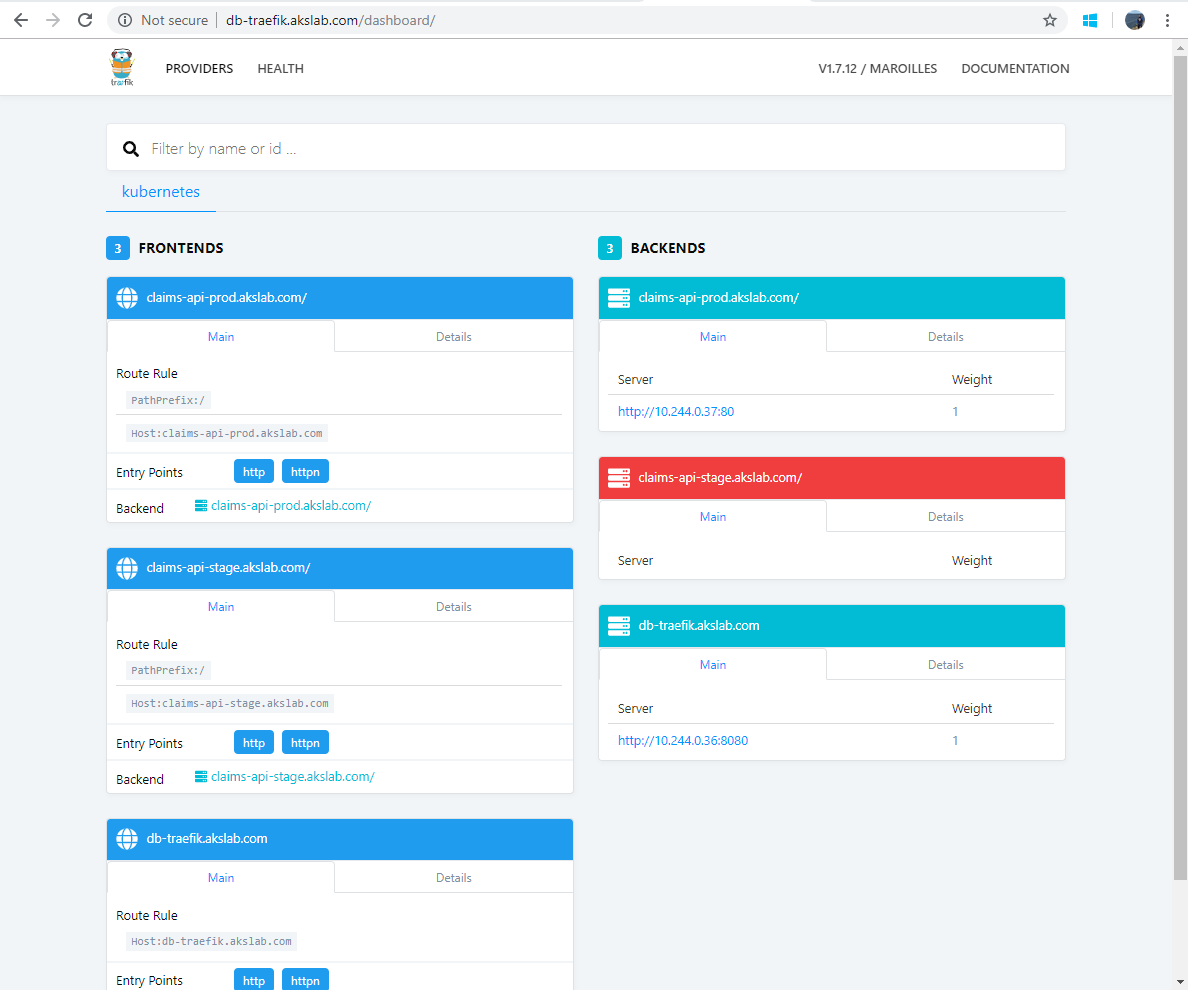 Not secure | db-traefik.akslab.com/dashboard/
træfik
PROVIDERS HEALTH V1.7.12 / MAROILLES DOCUMENTATION
Filter by name or id ...
kubernetes
3 FRONTENDS
claims-api-prod.akslab.com/
Main Details
Route Rule
PathPrefix:/
Host:claims-api-prod.akslab.com
Entry Points http httpn
Backend claims-api-prod.akslab.com/
claims-api-stage.akslab.com/
Main Details
Route Rule
PathPrefix:/
Host:claims-api-stage.akslab.com
Entry Points http httpn
Backend claims-api-stage.akslab.com/
db-traefik.akslab.com
Main Details
Route Rule
Host:db-traefik.akslab.com
Entry Points http httpn
3 BACKENDS
claims-api-prod.akslab.com/
Main Details
Server Weight
http://10.244.0.37:80 1
claims-api-stage.akslab.com/
Main Details
Server Weight
db-traefik.akslab.com
Main Details
Server Weight
http://10.244.0.36:8080 1